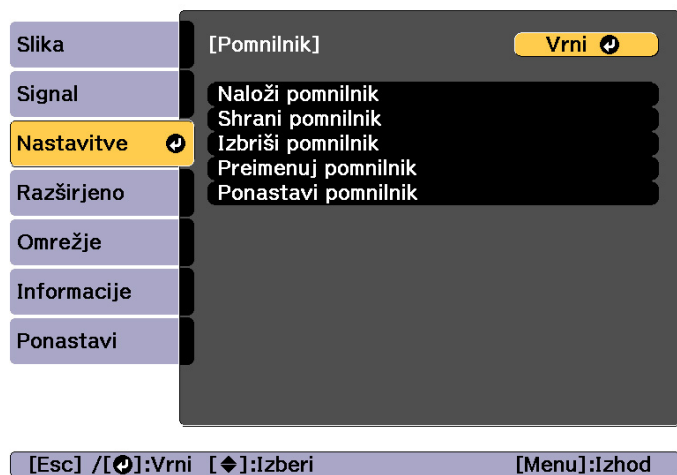 Slika
Signal
Nastavitve
Razširjeno
Omrežje
Informacije
Ponastavi
[Pomnilnik] Vrni
Naloži pomnilnik
Shrani pomnilnik
Izbriši pomnilnik
Preimenuj pomnilnik
Ponastavi pomnilnik
[Esc] /[⏎]:Vrni [◆]:Izberi [Menu]:Izhod